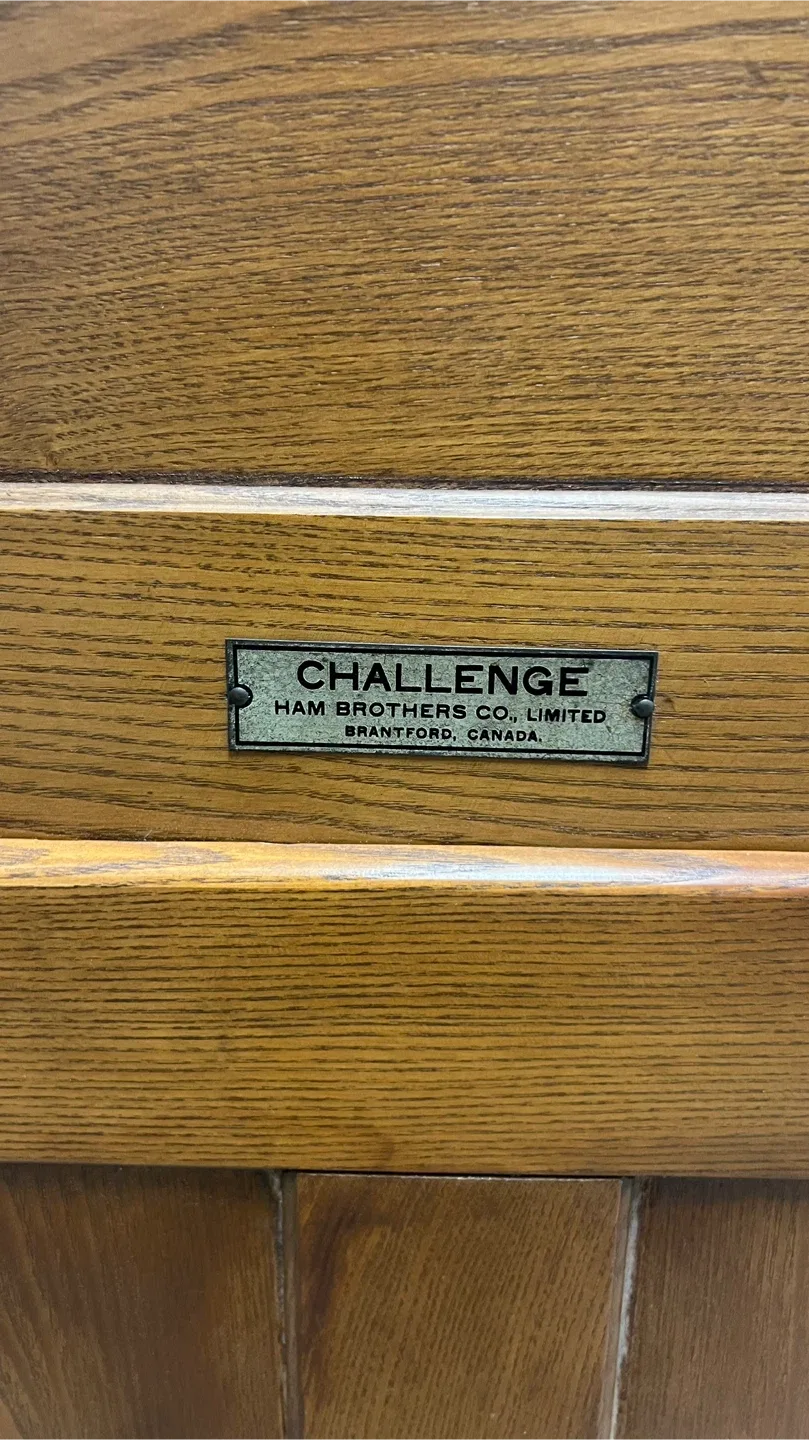 CHALLENGE
HAM BROTHERS CO., LIMITED
BRANTFORD, CANADA.